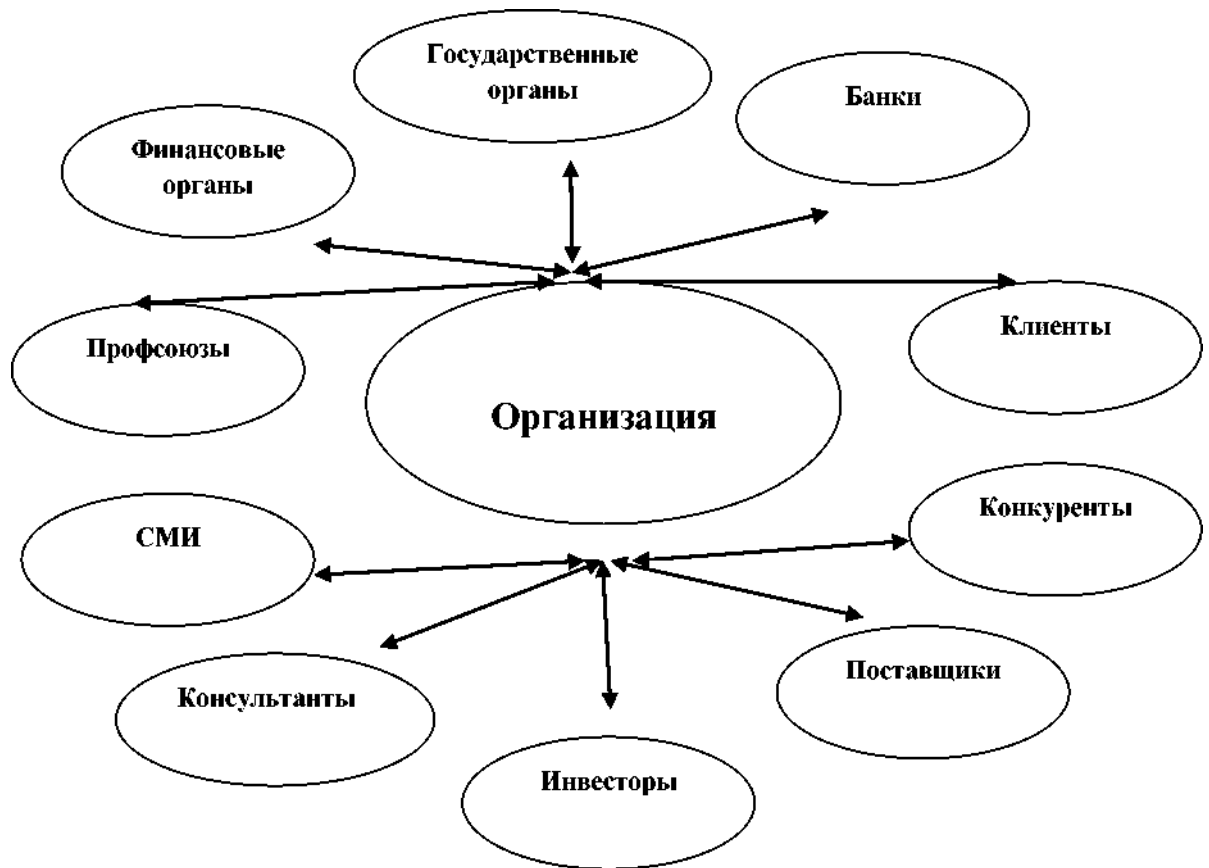 Государственные
органы
Банки
Финансовые
органы
Клиенты
Профсоюзы
Организация
Конкуренты
СМИ
Поставщики
Консультанты
Инвесторы